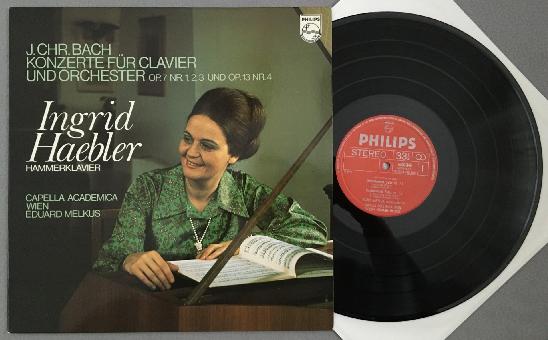 PHILIPS
J.CHR.BACH
KONZERTE FÜR CLAVIER
UND ORCHESTER OP.7 NR.1,2,3 UND OP.13 NR.4
Ingrid
Haebler
HAMMERKLAVIER
CAPELLA ACADEMICA
WIEN
EDUARD MELKUS
PHILIPS
STEREO 33⅓
1